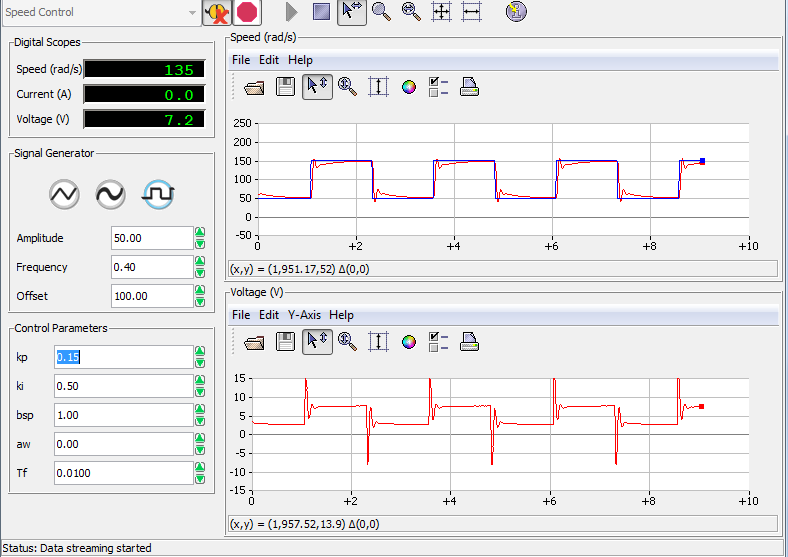 Speed Control
Digital Scopes
Speed (rad/s) 135
Current (A) 0.0
Voltage (V) 7.2
Signal Generator
Amplitude 50.00
Frequency 0.40
Offset 100.00
Control Parameters
kp 0.15
ki 0.50
bsp 1.00
aw 0.00
Tf 0.0100
Speed (rad/s)
File Edit Help
250
200
150
100
50
0
-50
0 +2 +4 +6 +8 +10
(x,y) = (1,951.17,52) Δ(0,0)
Voltage (V)
File Edit Y-Axis Help
15
10
5
0
-5
-10
-15
0 +2 +4 +6 +8 +10
(x,y) = (1,957.52,13.9) Δ(0,0)
Status: Data streaming started